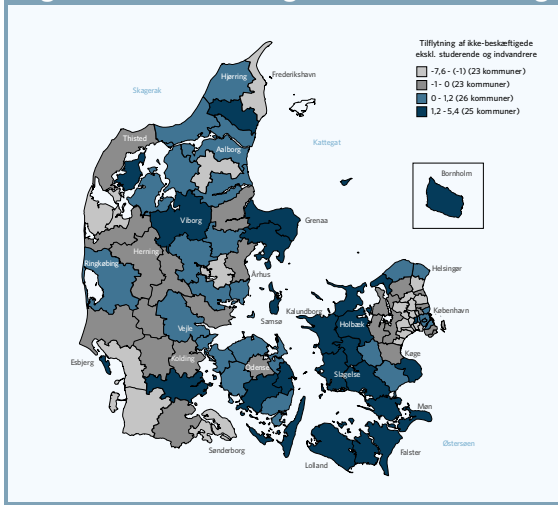 Tilflytning af ikke-beskæftigede
ekskl. studerende og indvandrere
-7,6 - (-1) (23 kommuner)
-1 - 0 (23 kommuner)
0 - 1,2 (26 kommuner)
1,2 - 5,4 (25 kommuner)
Hjørring
Frederikshavn
Skagerak
Thisted
Aalborg
Kattegat
Bornholm
Viborg
Grenaa
Herning
Ringkøbing
Århus
Helsingør
Samsø
Kalundborg
København
Holbæk
Vejle
Esbjerg
Kolding
Odense
Køge
Slagelse
Møn
Sønderborg
Lolland
Falster
Østersøen